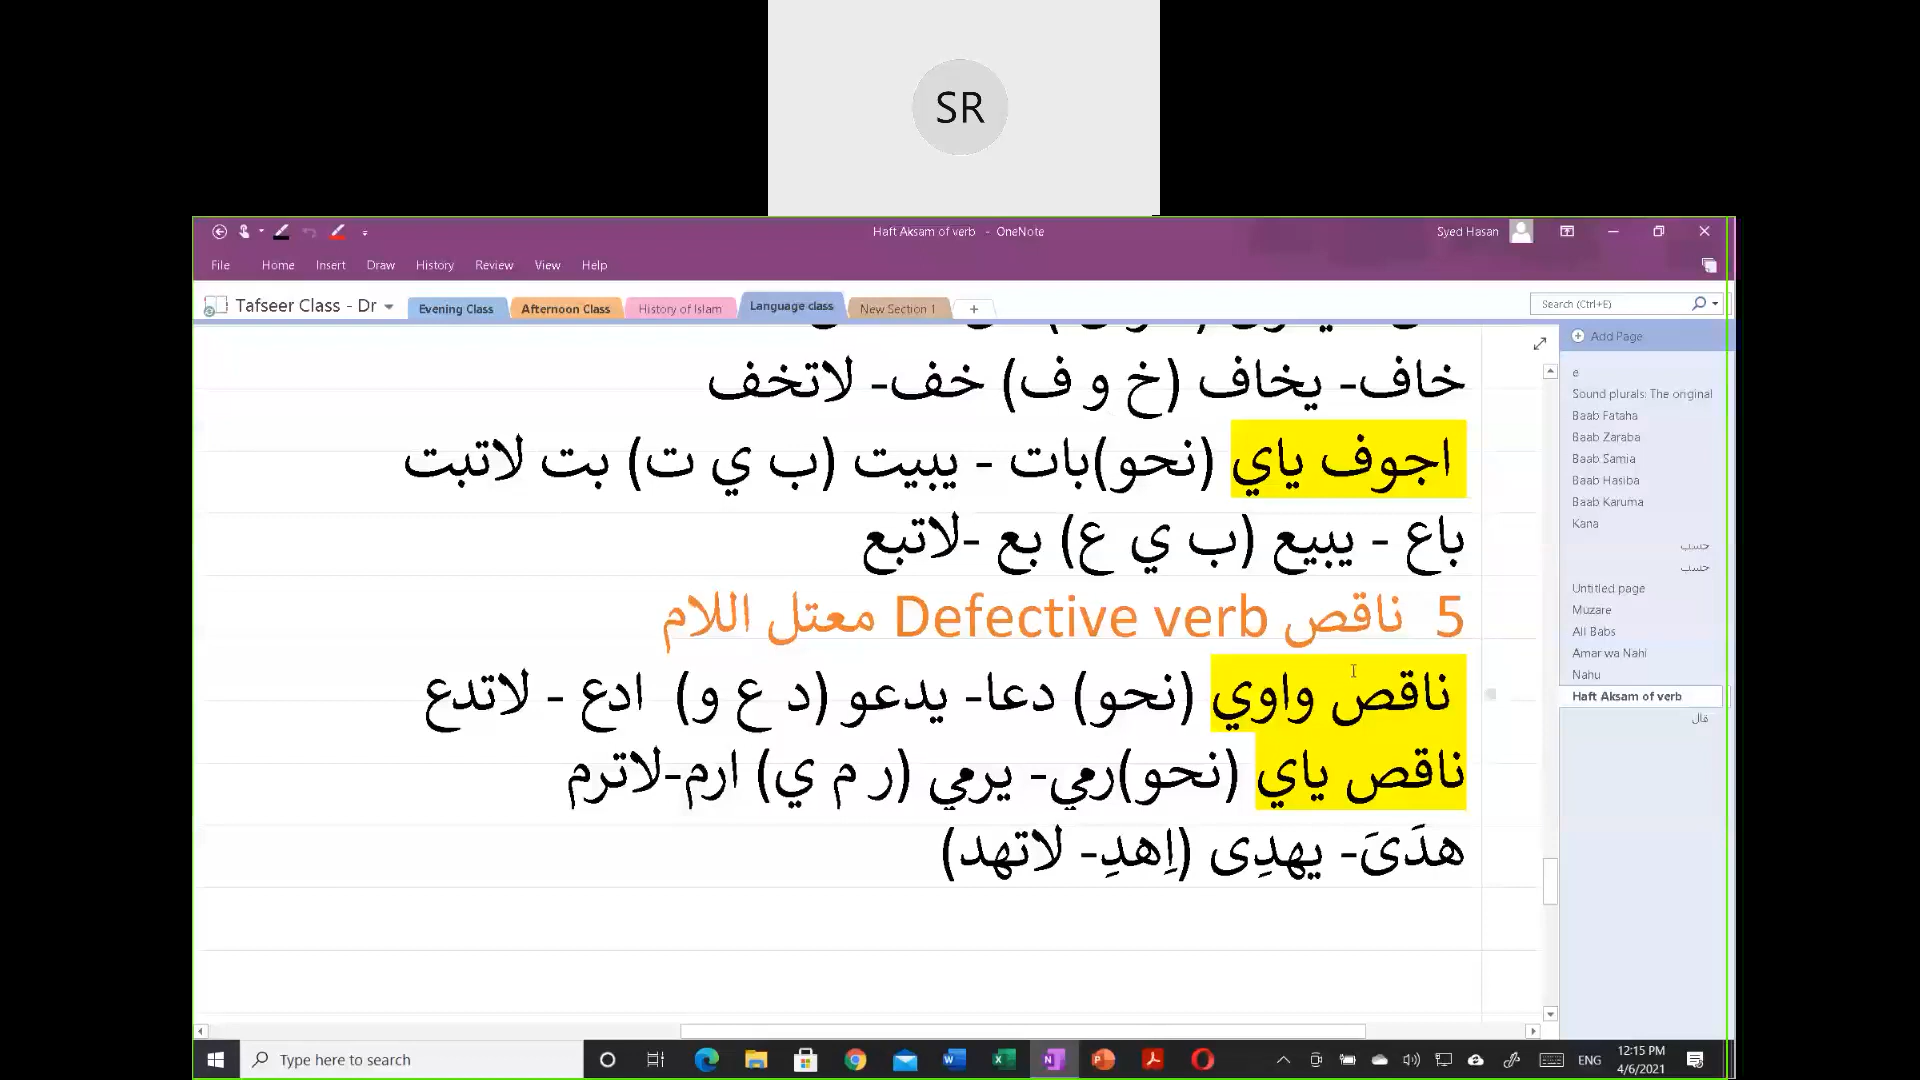 SR
Haft Aksam of verb - OneNote
Syed Hasan
File Home Insert Draw History Review View Help
Tafseer Class - Dr
Evening Class
Afternoon Class
History of Islam
Language class
New Section 1
Search (Ctrl+E)
خاف- يخاف (خ و ف) خف- لاتخف
اجوف ياي (نحو)بات - يبيت (ب ي ت) بت لاتبت
باع - يبيع (ب ي ع) بع -لاتبع
5 ناقص Defective verb معتل اللام
ناقص واوي (نحو) دعا- يدعو (د ع و) ادع - لاتدع
ناقص ياي (نحو)رمي- يرمي (ر م ي) ارم-لاترم
هدَىَ- يهدِى (اِهدِ- لاتهد)
Add Page
e
Sound plurals: The original
Baab Fataha
Baab Zaraba
Baab Samia
Baab Hasiba
Baab Karuma
Kana
حسب
حسب
Untitled page
Muzare
All Babs
Amar wa Nahi
Nahu
Haft Aksam of verb
قال
Type here to search
ENG
12:15 PM
4/6/2021